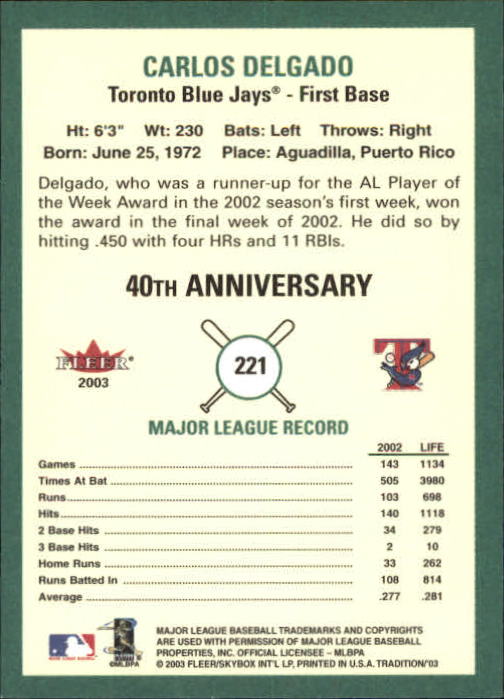 CARLOS DELGADO
Toronto Blue Jays® - First Base
Ht: 6'3" Wt: 230 Bats: Left Throws: Right
Born: June 25, 1972 Place: Aguadilla, Puerto Rico
Delgado, who was a runner-up for the AL Player of
the Week Award in the 2002 season's first week, won
the award in the final week of 2002. He did so by
hitting .450 with four HRs and 11 RBIs.
40TH ANNIVERSARY
FLEER®
2003
221
T
MAJOR LEAGUE RECORD
2002 LIFE
Games 143 1134
Times At Bat 505 3980
Runs 103 698
Hits 140 1118
2 Base Hits 34 279
3 Base Hits 2 10
Home Runs 33 262
Runs Batted In 108 814
Average .277 .281
©MLBPA
MAJOR LEAGUE BASEBALL TRADEMARKS AND COPYRIGHTS
ARE USED WITH PERMISSION OF MAJOR LEAGUE BASEBALL
PROPERTIES, INC. OFFICIAL LICENSEE - MLBPA
© 2003 FLEER/SKYBOX INT'L LP, PRINTED IN U.S.A. TRADITION/'03